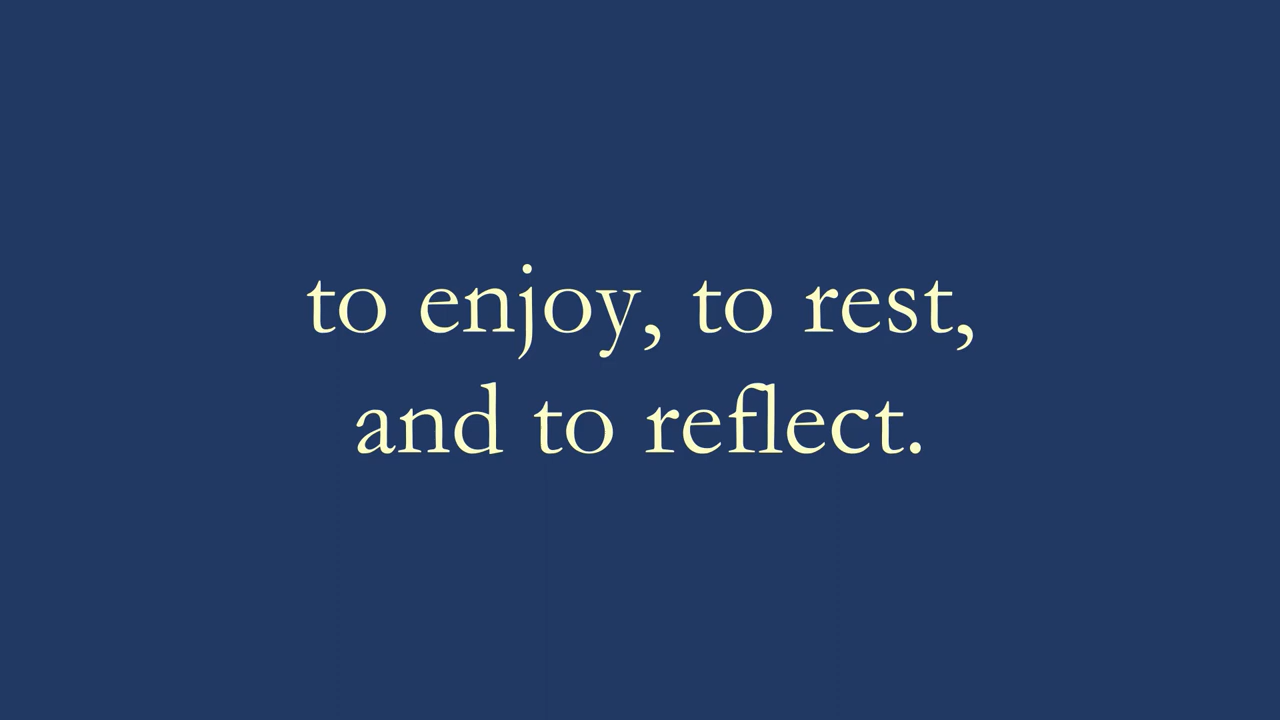 to enjoy, to rest,
and to reflect.